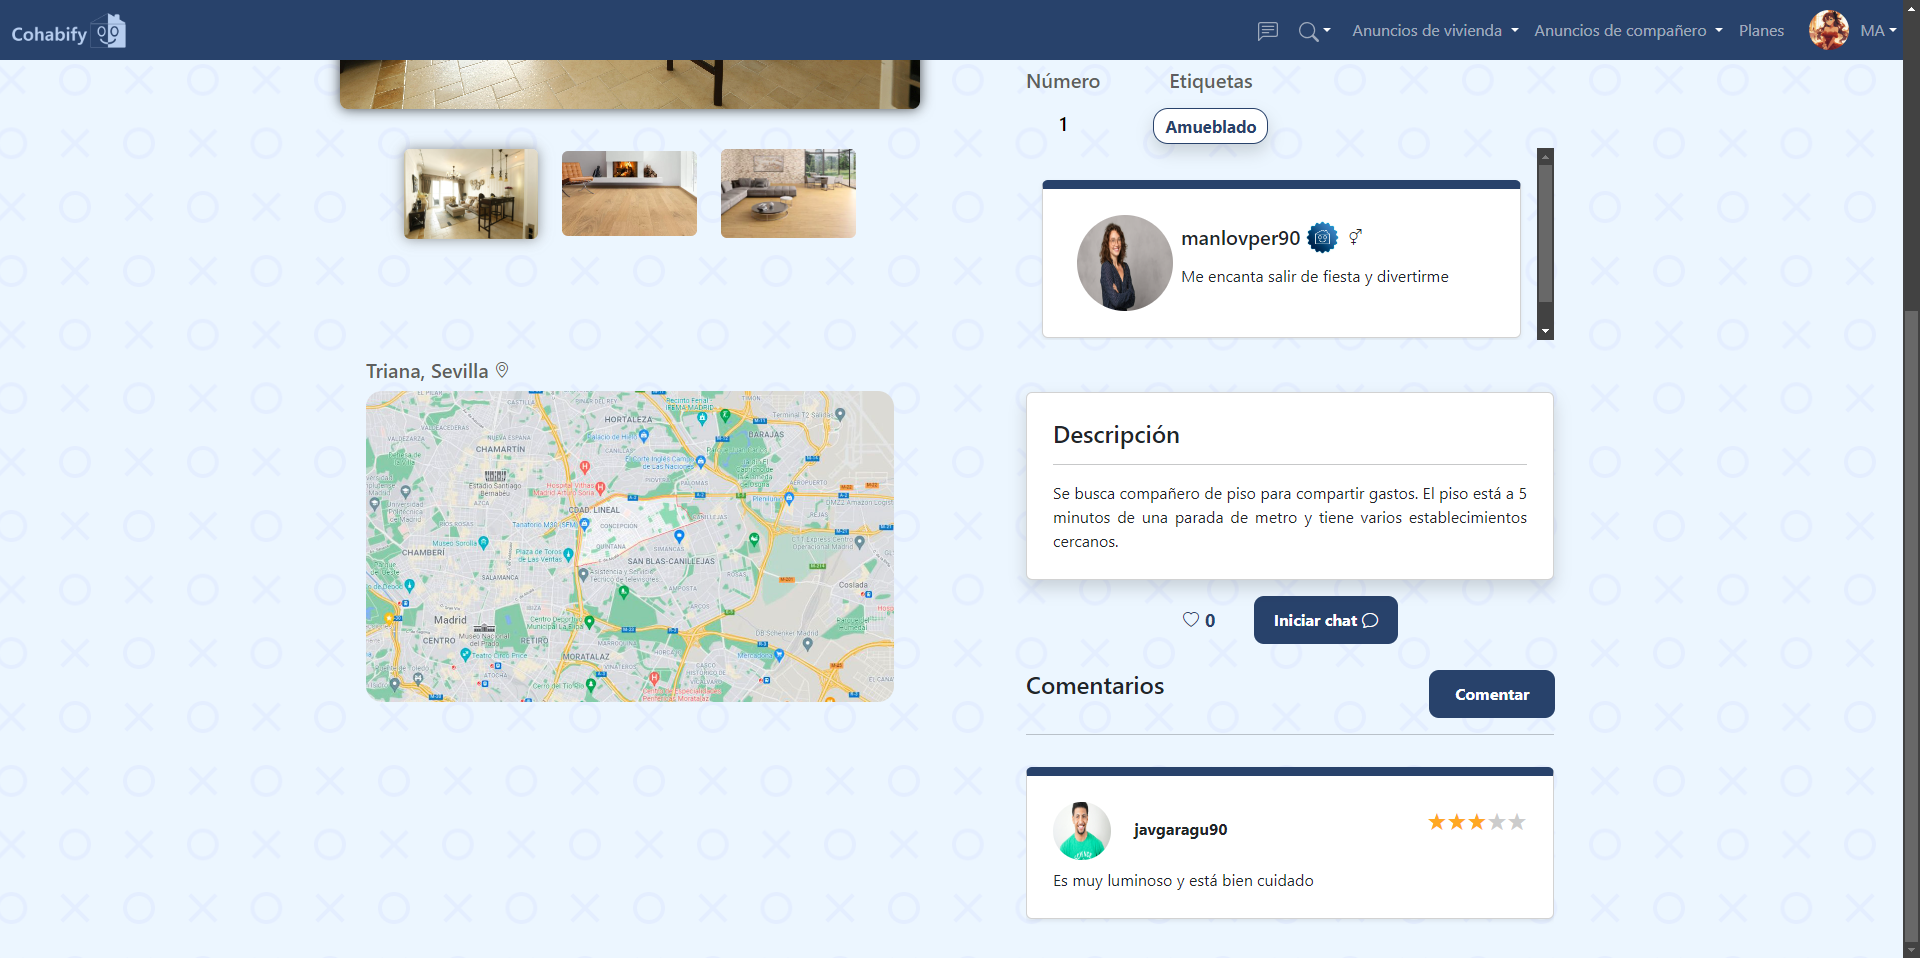 Cohabify
Anuncios de vivienda
Anuncios de compañero
Planes
MA
Número
Etiquetas
1
Amueblado
manlovper90
Me encanta salir de fiesta y divertirme
Triana, Sevilla
HORTALEZA
BARAJAS
CHAMARTÍN
Estadio Santiago
Bernabéu
CDAD. LINEAL
CHAMBERÍ
SAN BLAS-CANILLEJAS
SALAMANCA
Coslada
Madrid
CENTRO
RETIRO
MORATALAZ
Descripción
Se busca compañero de piso para compartir gastos. El piso está a 5
minutos de una parada de metro y tiene varios establecimientos
cercanos.
0
Iniciar chat
Comentarios
Comentar
javgaragu90
Es muy luminoso y está bien cuidado